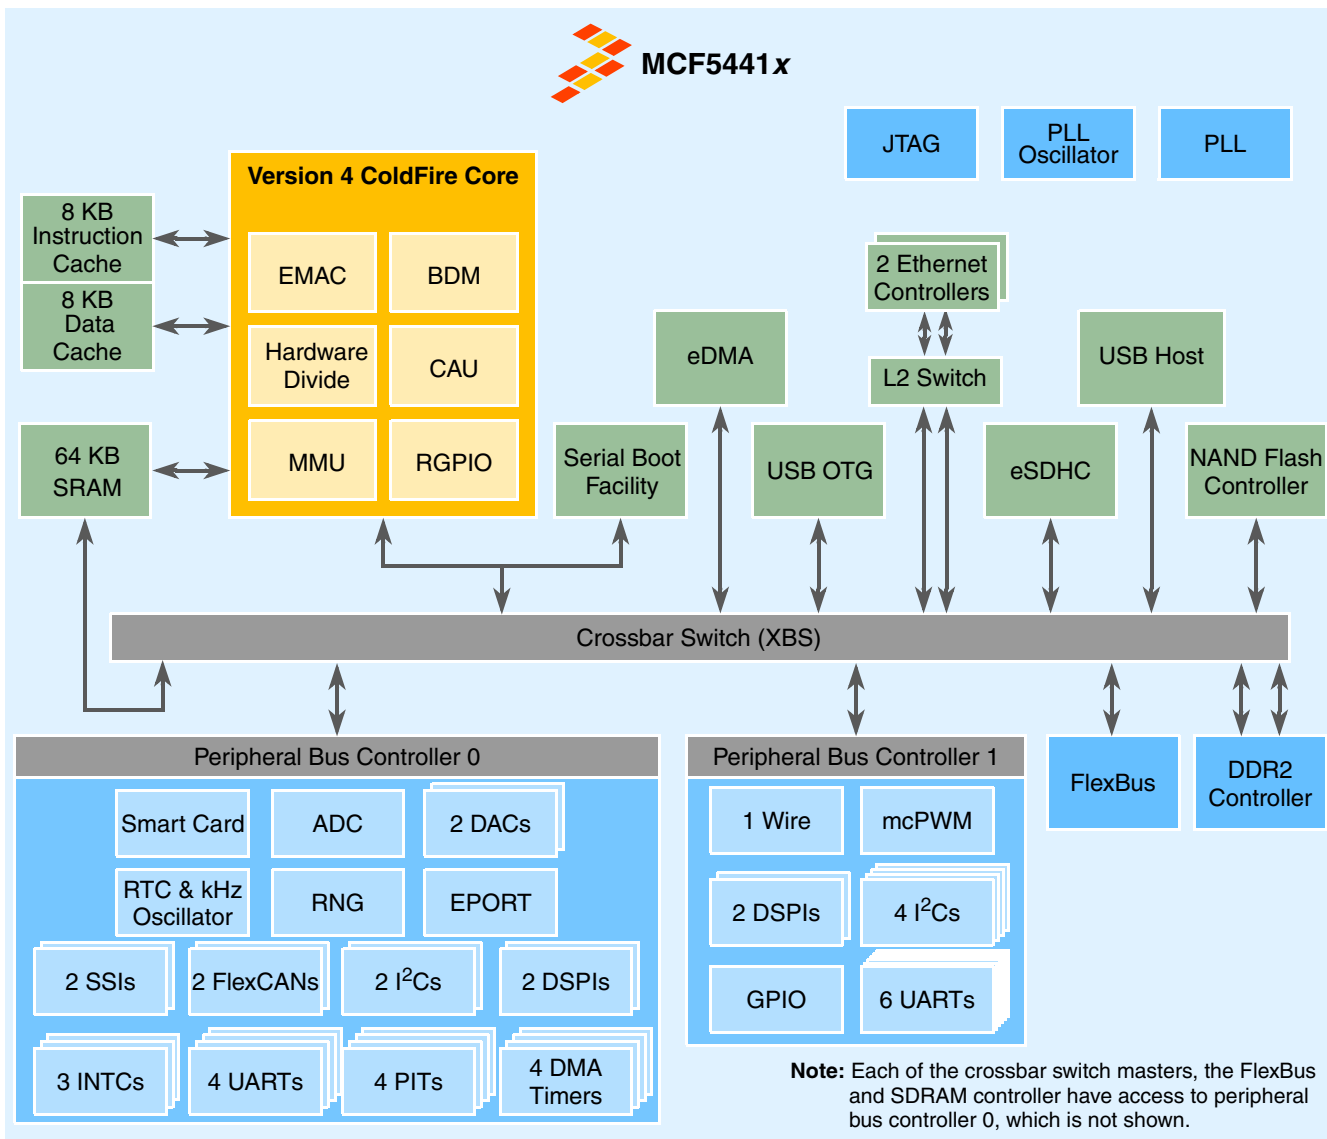 MCF5441x
JTAG
PLL
Oscillator
PLL
Version 4 ColdFire Core
8 KB
Instruction
Cache
8 KB
Data
Cache
64 KB
SRAM
EMAC
BDM
Hardware
Divide
CAU
MMU
RGPIO
Serial Boot
Facility
eDMA
USB OTG
2 Ethernet
Controllers
L2 Switch
eSDHC
USB Host
NAND Flash
Controller
Crossbar Switch (XBS)
Peripheral Bus Controller 0
Smart Card
ADC
2 DACs
RTC & kHz
Oscillator
RNG
EPORT
2 SSIs
2 FlexCANs
2 I²Cs
2 DSPIs
3 INTCs
4 UARTs
4 PITs
4 DMA
Timers
Peripheral Bus Controller 1
1 Wire
mcPWM
2 DSPIs
4 I²Cs
GPIO
6 UARTs
FlexBus
DDR2
Controller
Note: Each of the crossbar switch masters, the FlexBus
and SDRAM controller have access to peripheral
bus controller 0, which is not shown.